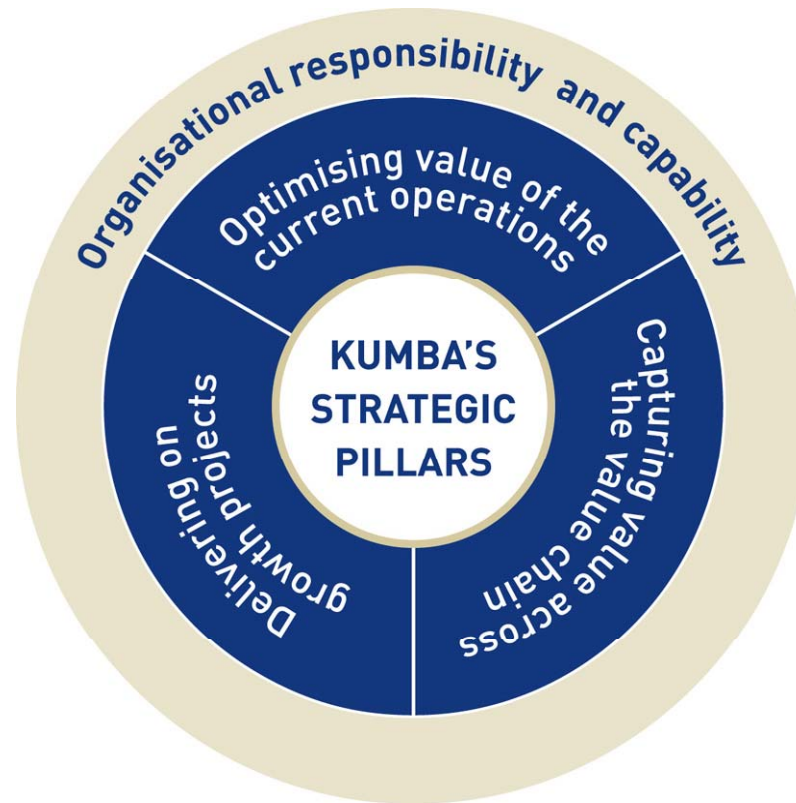 Organisational responsibility and capability
Optimising value of the
current operations
Capturing value across
the value chain
Delivering on
growth projects
KUMBA'S
STRATEGIC
PILLARS